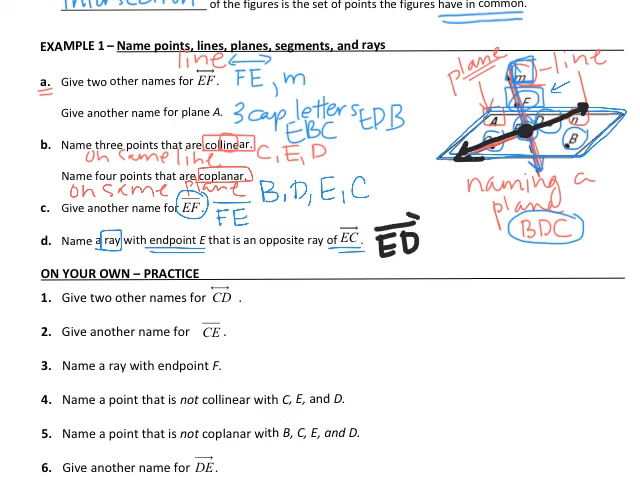 intersection of the figures is the set of points the figures have in common.
EXAMPLE 1 – Name points, lines, planes, segments, and rays
line
a. Give two other names for EF. FE, m
Give another name for plane A. 3 cap letters EDB
EBC
b. Name three points that are collinear. C, E, D
on same line
Name four points that are coplanar.
on same plane B, D, E, C
c. Give another name for EF. FE
d. Name a ray with endpoint E that is an opposite ray of EC. ED
plane
m
-line
F
A
D
n
B
naming a
plane
BDC
ON YOUR OWN – PRACTICE
1. Give two other names for CD .
2. Give another name for CE .
3. Name a ray with endpoint F.
4. Name a point that is not collinear with C, E, and D.
5. Name a point that is not coplanar with B, C, E, and D.
6. Give another name for DE .